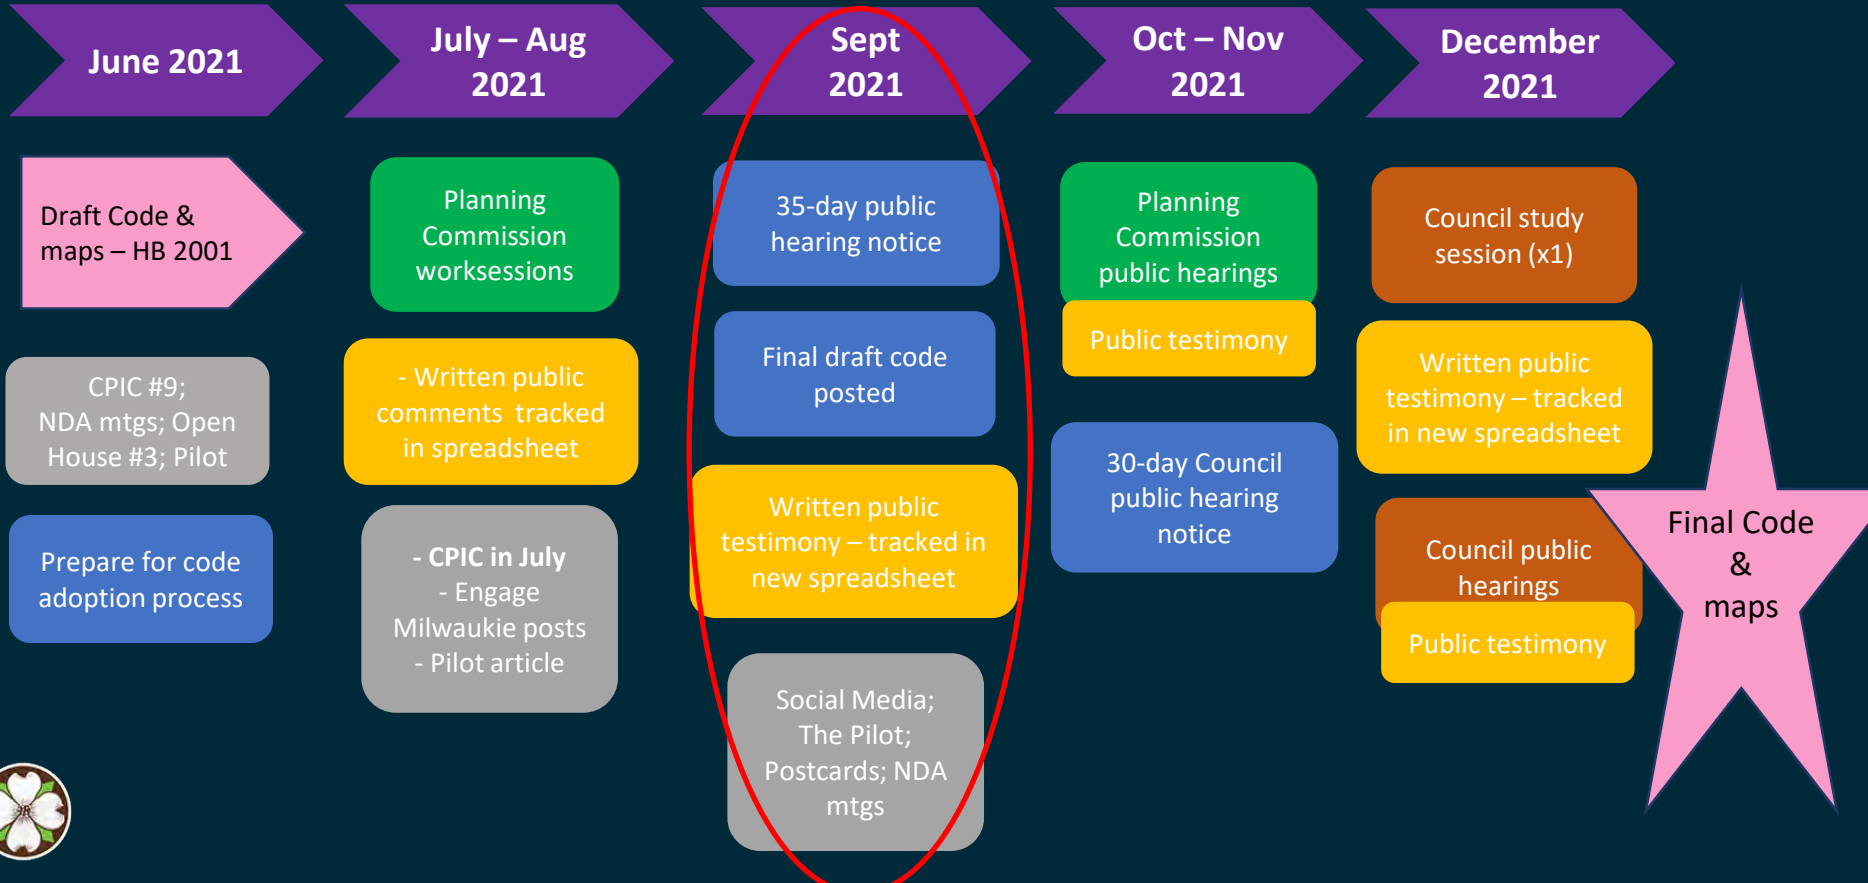 June 2021
July – Aug
2021
Sept
2021
Oct – Nov
2021
December
2021
Draft Code &
maps – HB 2001
CPIC #9;
NDA mtgs; Open
House #3; Pilot
Prepare for code
adoption process
Planning
Commission
worksessions
- Written public
comments  tracked
in spreadsheet
- CPIC in July
- Engage
Milwaukie posts
- Pilot article
35-day public
hearing notice
Final draft code
posted
Written public
testimony – tracked in
new spreadsheet
Social Media;
The Pilot;
Postcards; NDA
mtgs
Planning
Commission
public hearings
Public testimony
30-day Council
public hearing
notice
Council study
session (x1)
Written public
testimony – tracked
in new spreadsheet
Council public
hearings
Public testimony
Final Code
&
maps